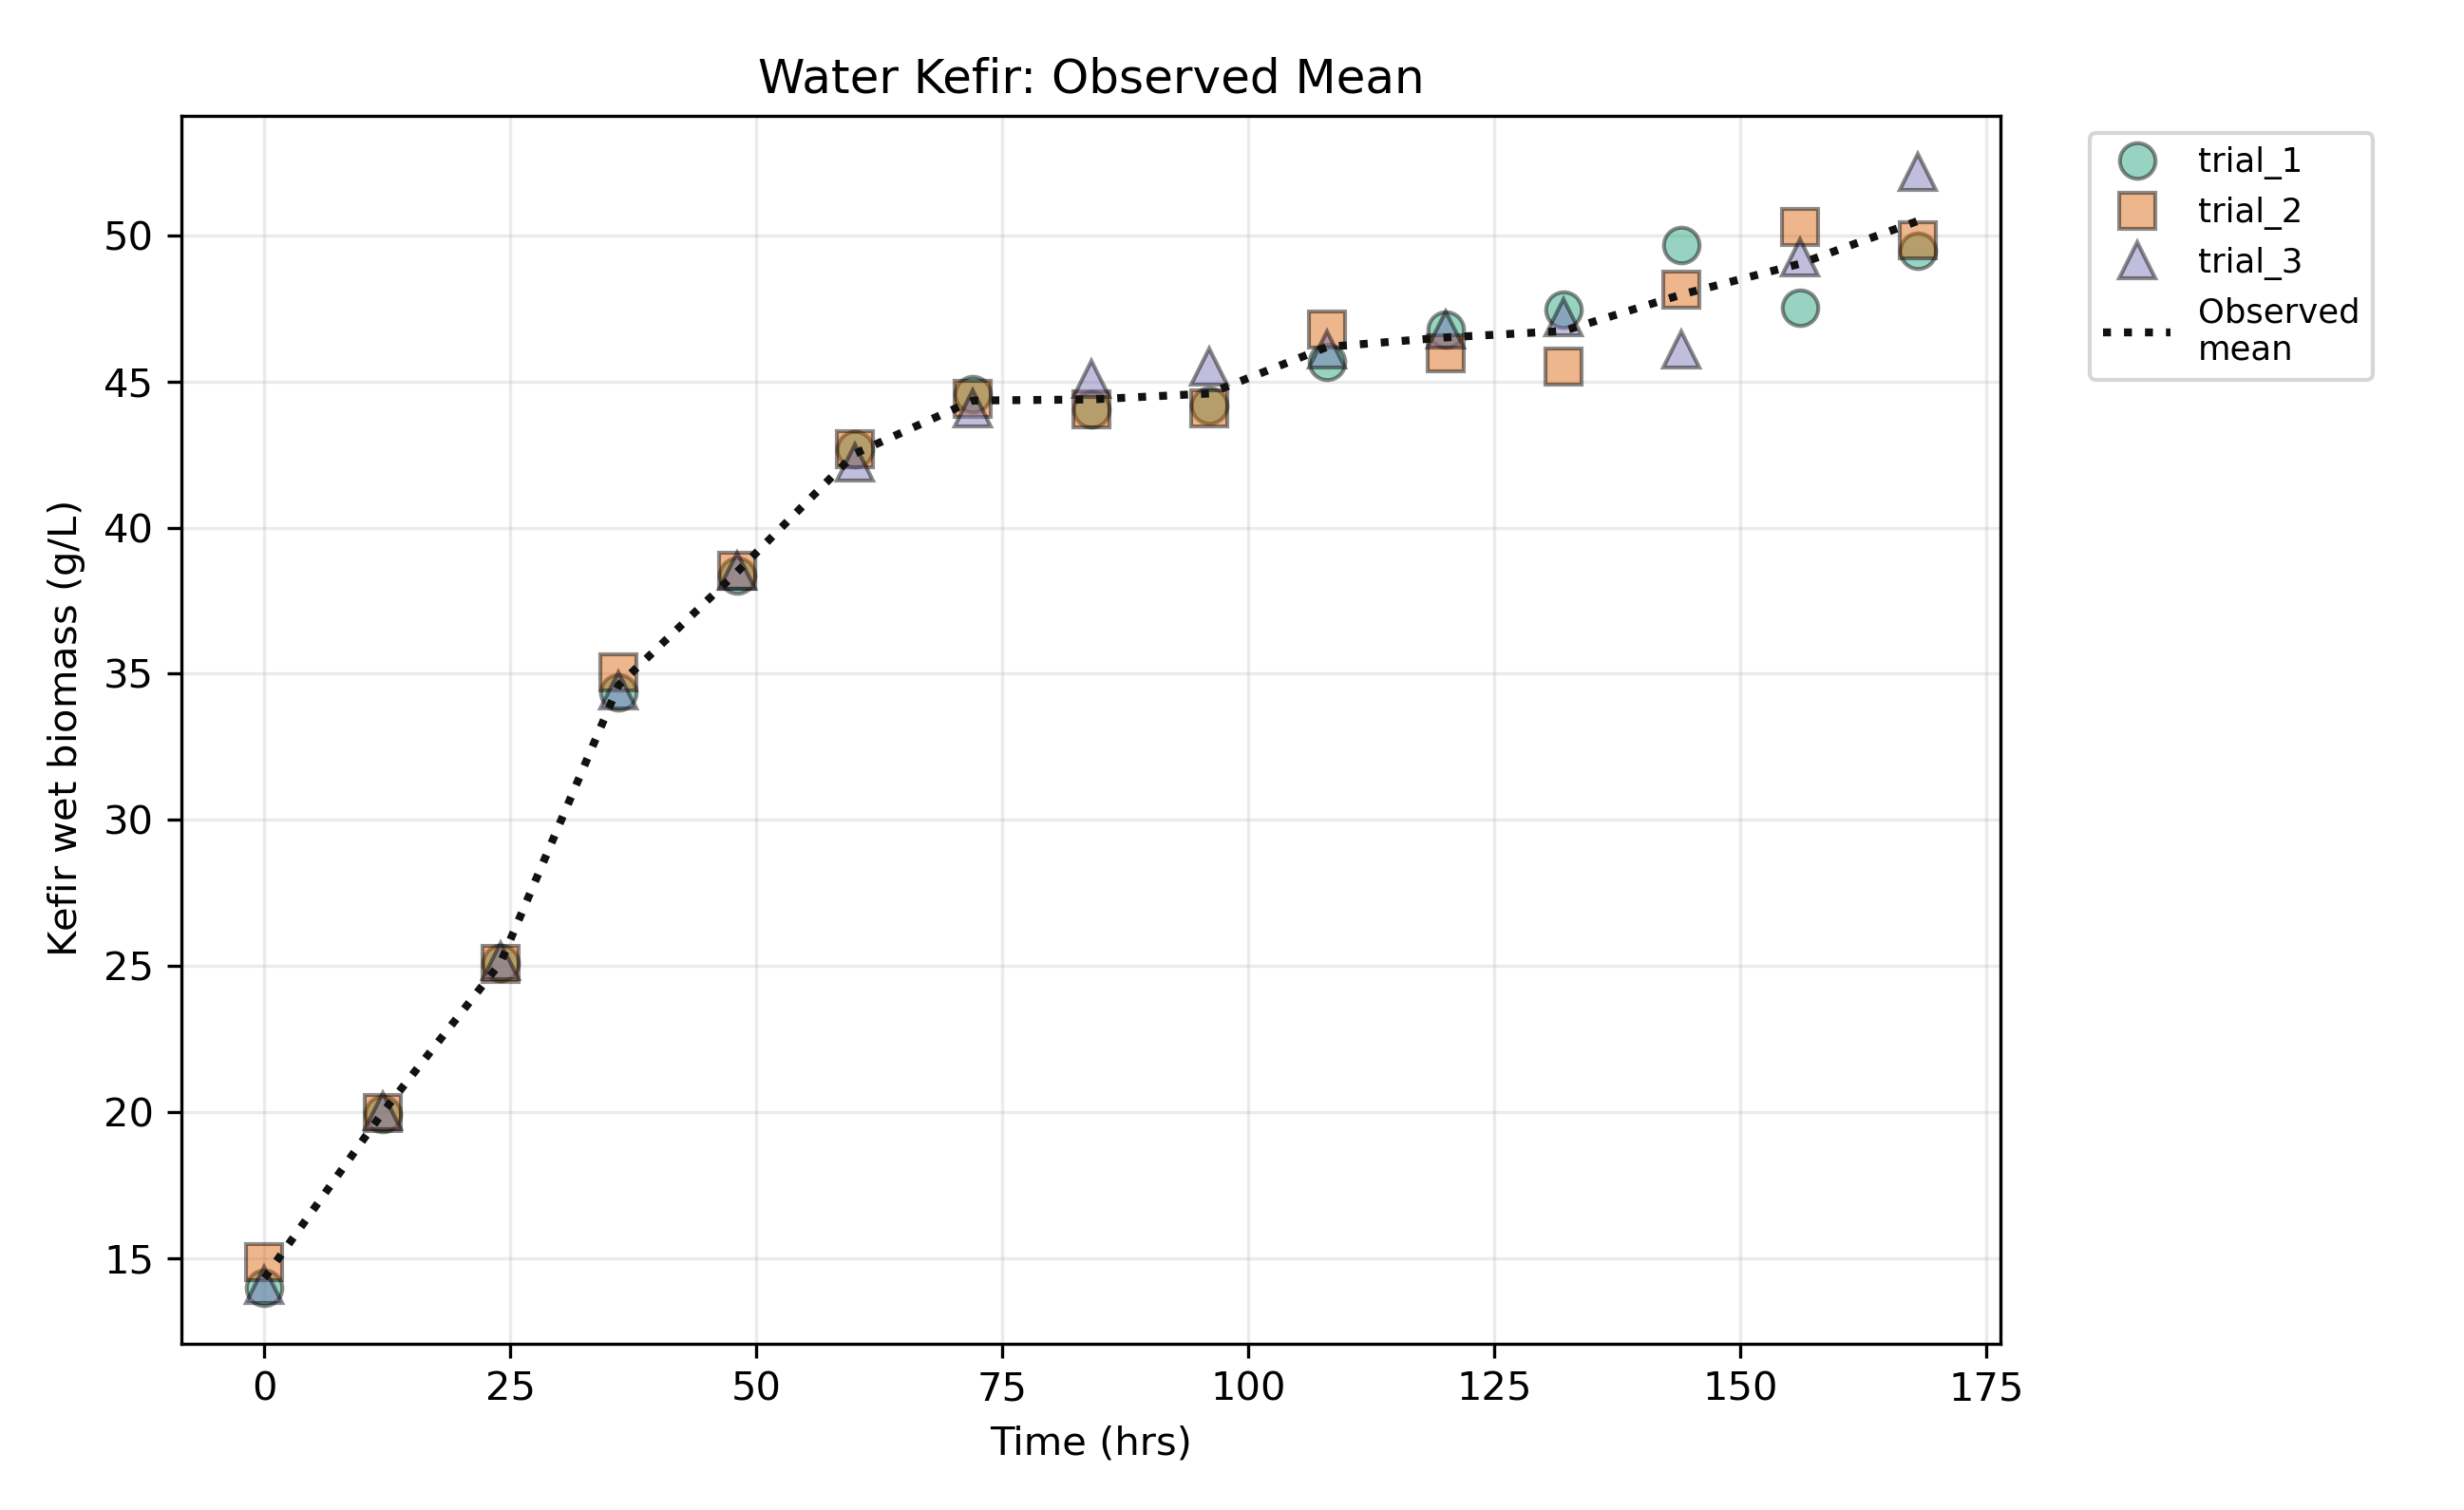 Water Kefir: Observed Mean
trial_1
trial_2
trial_3
Observed
mean
50
45
40
35
30
25
20
15
Kefir wet biomass (g/L)
0 25 50 75 100 125 150 175
Time (hrs)